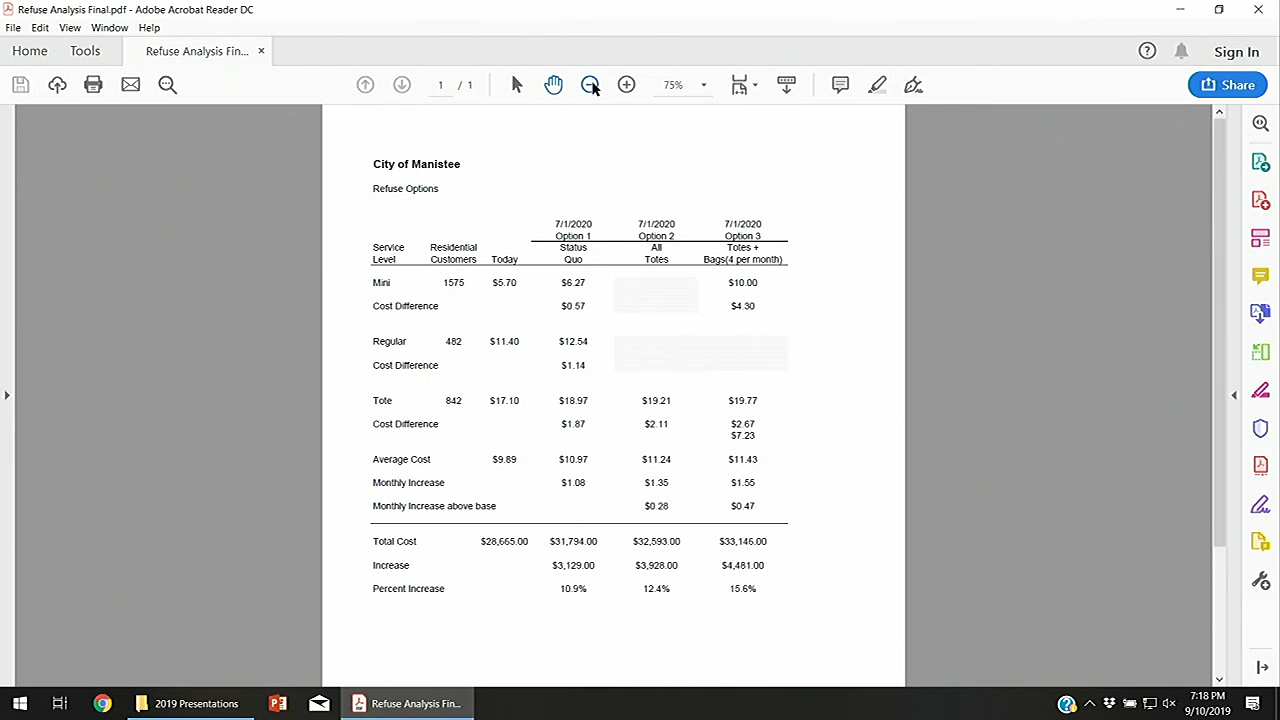 Refuse Analysis Final.pdf - Adobe Acrobat Reader DC
File Edit View Window Help
Home Tools Refuse Analysis Fin... × Sign In
1 / 1 75% Share
City of Manistee
Refuse Options
7/1/2020 7/1/2020 7/1/2020
Option 1 Option 2 Option 3
Service Residential Status All Totes +
Level Customers Today Quo Totes Bags(4 per month)
Mini 1575 $5.70 $6.27 $10.00
Cost Difference $0.57 $4.30
Regular 482 $11.40 $12.54
Cost Difference $1.14
Tote 842 $17.10 $18.97 $19.21 $19.77
Cost Difference $1.87 $2.11 $2.67
$7.23
Average Cost $9.89 $10.97 $11.24 $11.43
Monthly Increase $1.08 $1.35 $1.55
Monthly Increase above base $0.28 $0.47
Total Cost $28,665.00 $31,794.00 $32,593.00 $33,146.00
Increase $3,129.00 $3,928.00 $4,481.00
Percent Increase 10.9% 12.4% 15.6%
2019 Presentations Refuse Analysis Fin... 7:18 PM
9/10/2019